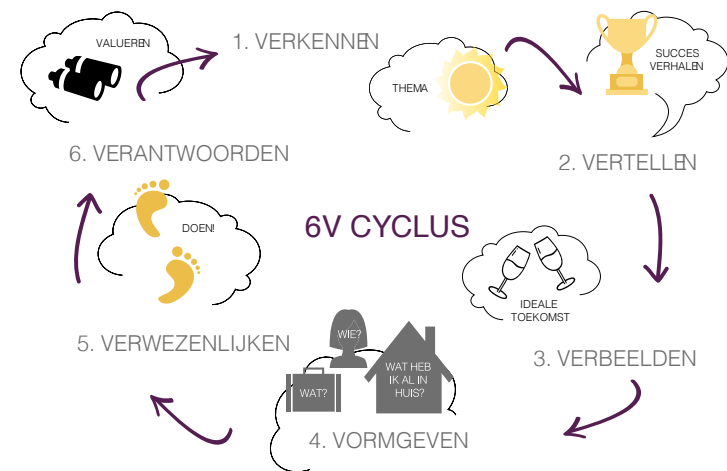 VALUEREN
1. VERKENNEN
THEMA
SUCCES
VERHALEN
2. VERTELLEN
6. VERANTWOORDEN
DOEN!
6V CYCLUS
IDEALE
TOEKOMST
3. VERBEELDEN
5. VERWEZENLIJKEN
WIE?
WAT?
WAT HEB
IK AL IN
HUIS?
4. VORMGEVEN